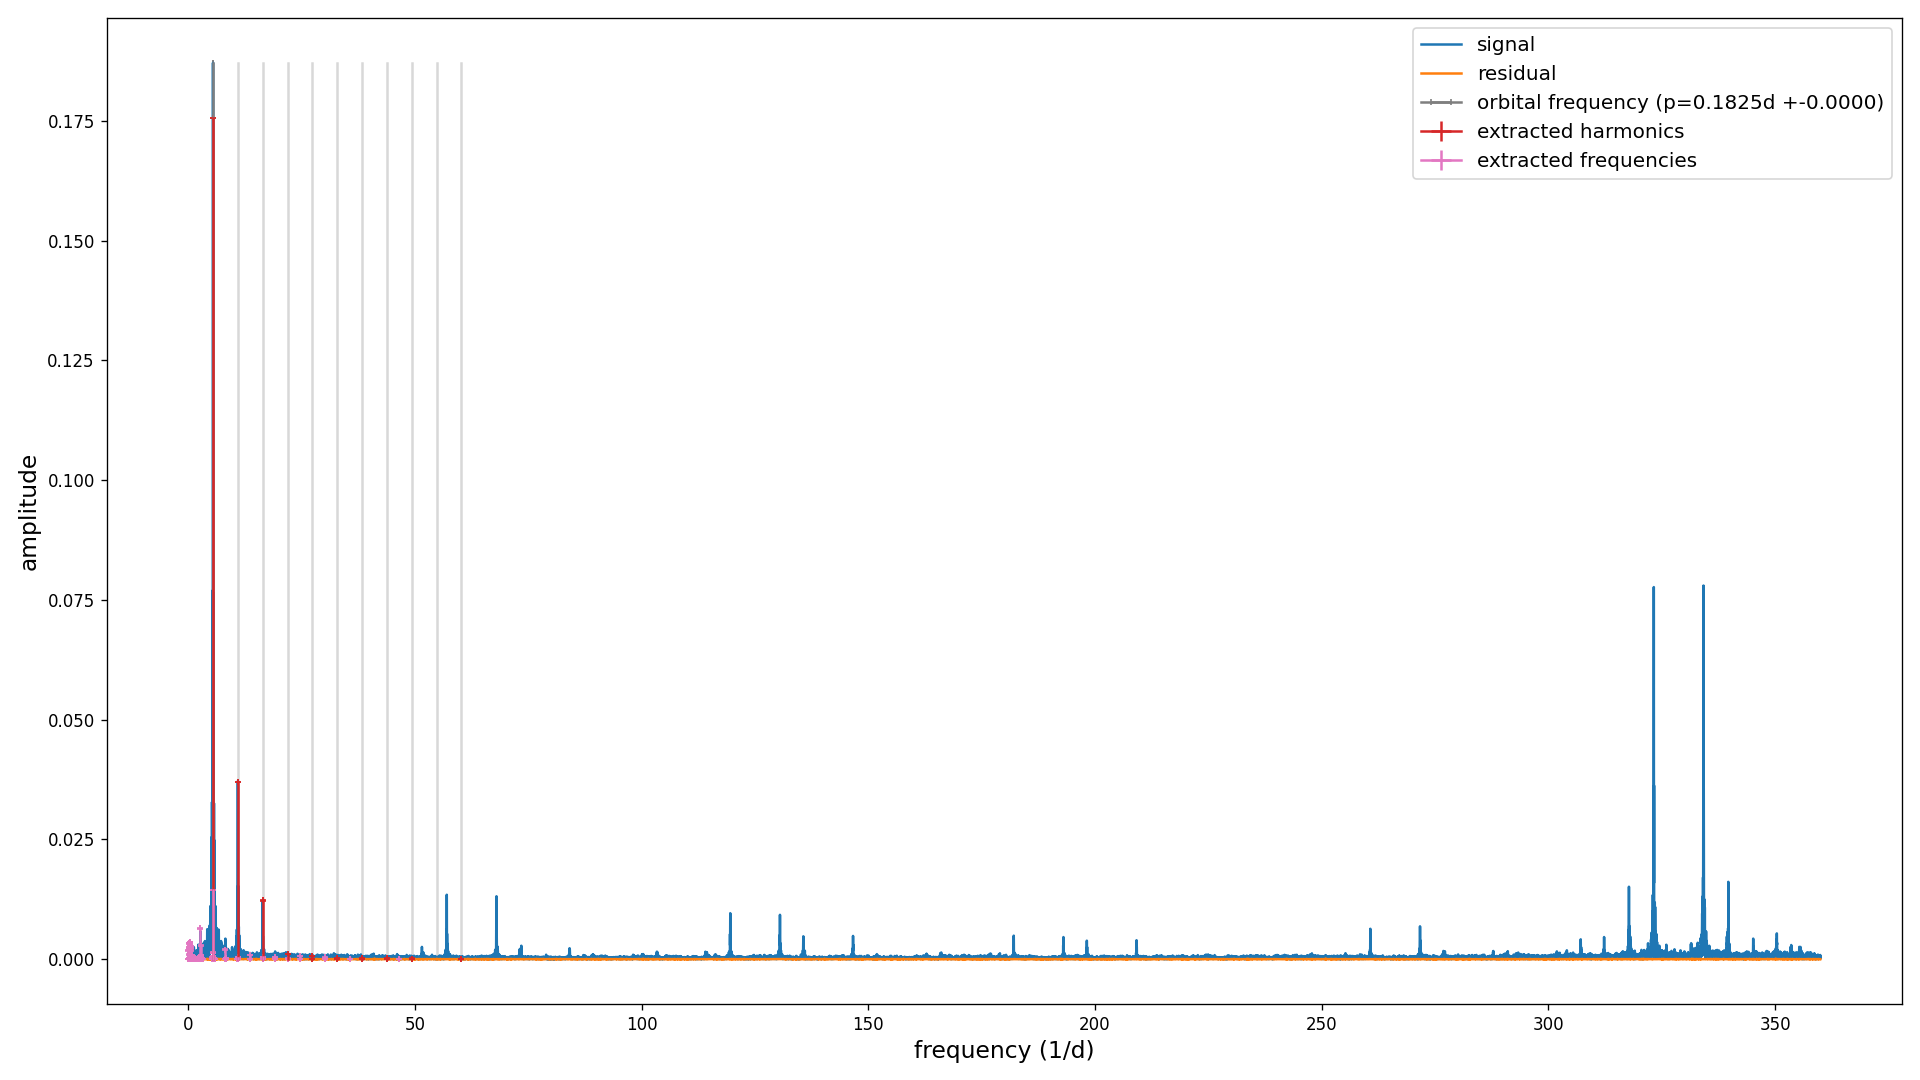 signal
residual
orbital frequency (p=0.1825d +-0.0000)
extracted harmonics
extracted frequencies
amplitude
0.175
0.150
0.125
0.100
0.075
0.050
0.025
0.000
0 50 100 150 200 250 300 350
frequency (1/d)